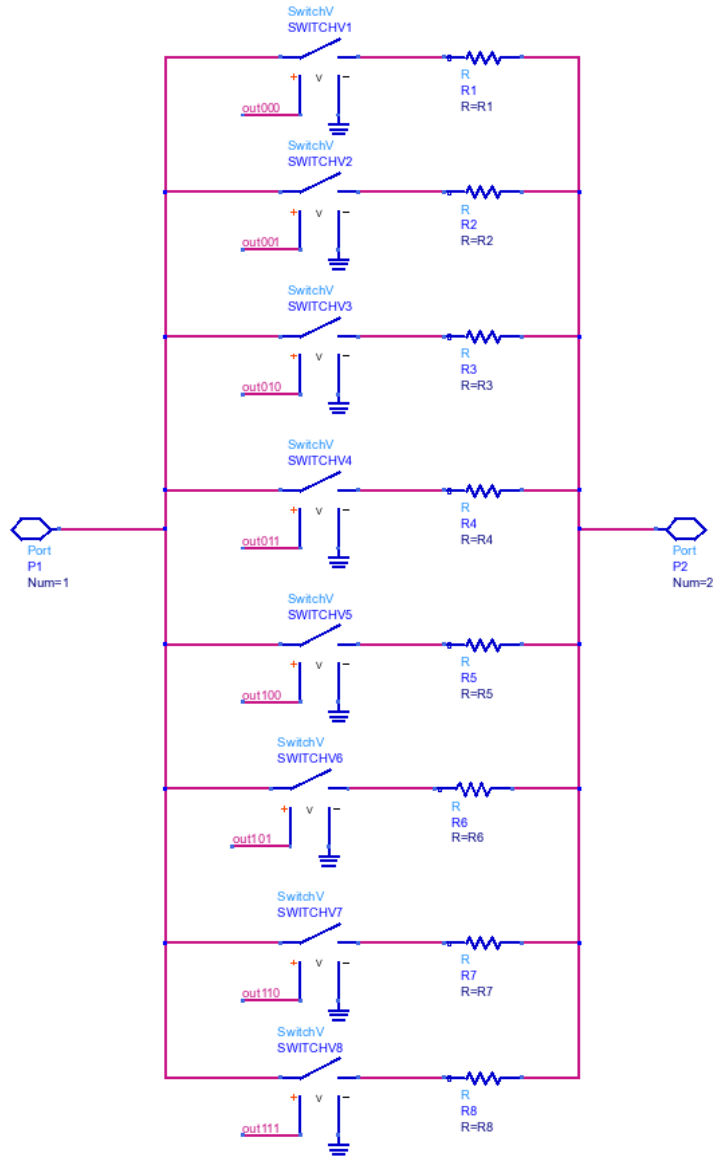 SwitchV
SWITCHV1
+ v −
out000
R
R1
R=R1
SwitchV
SWITCHV2
+ v −
out001
R
R2
R=R2
SwitchV
SWITCHV3
+ v −
out010
R
R3
R=R3
SwitchV
SWITCHV4
+ v −
out011
R
R4
R=R4
Port
P1
Num=1
Port
P2
Num=2
SwitchV
SWITCHV5
+ v −
out100
R
R5
R=R5
SwitchV
SWITCHV6
+ v −
out101
R
R6
R=R6
SwitchV
SWITCHV7
+ v −
out110
R
R7
R=R7
SwitchV
SWITCHV8
+ v −
out111
R
R8
R=R8